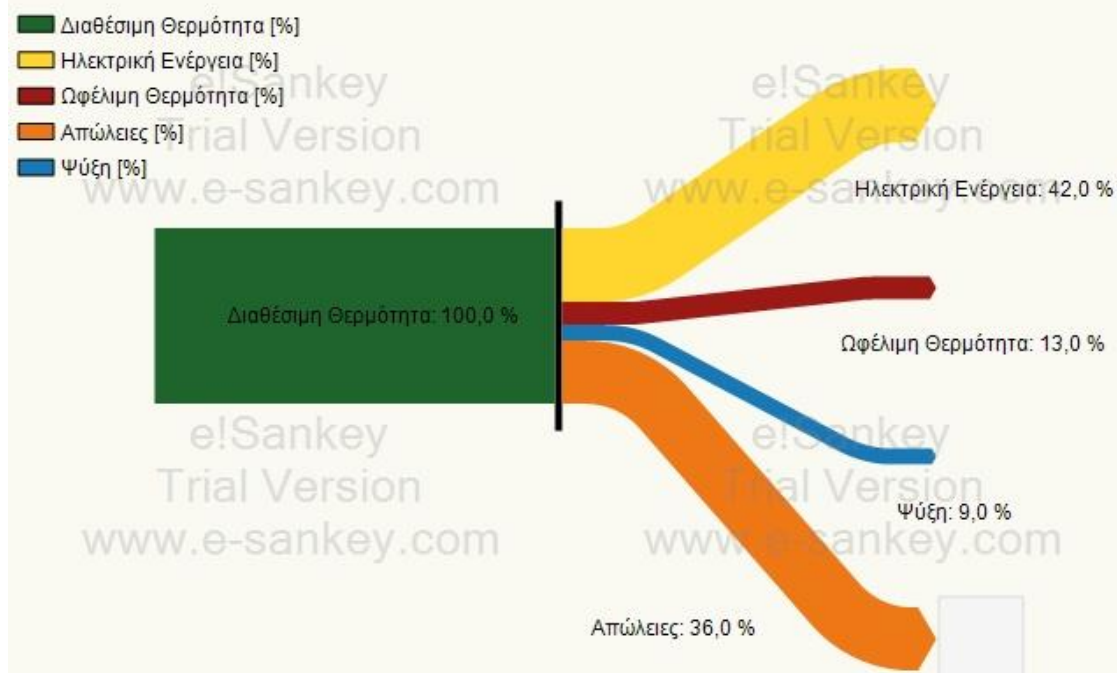 Διαθέσιμη Θερμότητα [%]
Ηλεκτρική Ενέργεια [%]
Ωφέλιμη Θερμότητα [%]
Απώλειες [%]
Ψύξη [%]
e!Sankey
Trial Version
www.e-sankey.com
e!Sankey
Trial Version
www.e-sankey.com
Ηλεκτρική Ενέργεια: 42,0 %
Διαθέσιμη Θερμότητα: 100,0 %
Ωφέλιμη Θερμότητα: 13,0 %
e!Sankey
Trial Version
www.e-sankey.com
e!Sankey
Trial Version
www.e-sankey.com
Ψύξη: 9,0 %
Απώλειες: 36,0 %